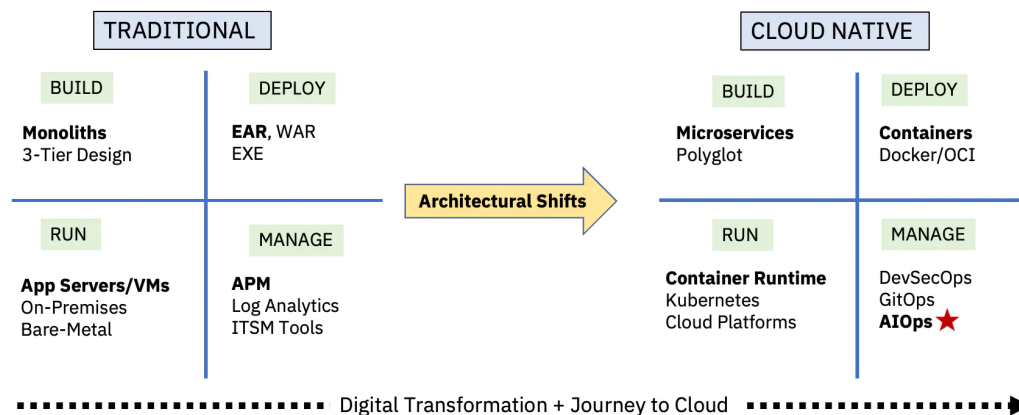 TRADITIONAL
BUILD
Monoliths
3-Tier Design
DEPLOY
EAR, WAR
EXE
RUN
App Servers/VMs
On-Premises
Bare-Metal
MANAGE
APM
Log Analytics
ITSM Tools
Architectural Shifts
CLOUD NATIVE
BUILD
Microservices
Polyglot
DEPLOY
Containers
Docker/OCI
RUN
Container Runtime
Kubernetes
Cloud Platforms
MANAGE
DevSecOps
GitOps
AIOps
Digital Transformation + Journey to Cloud